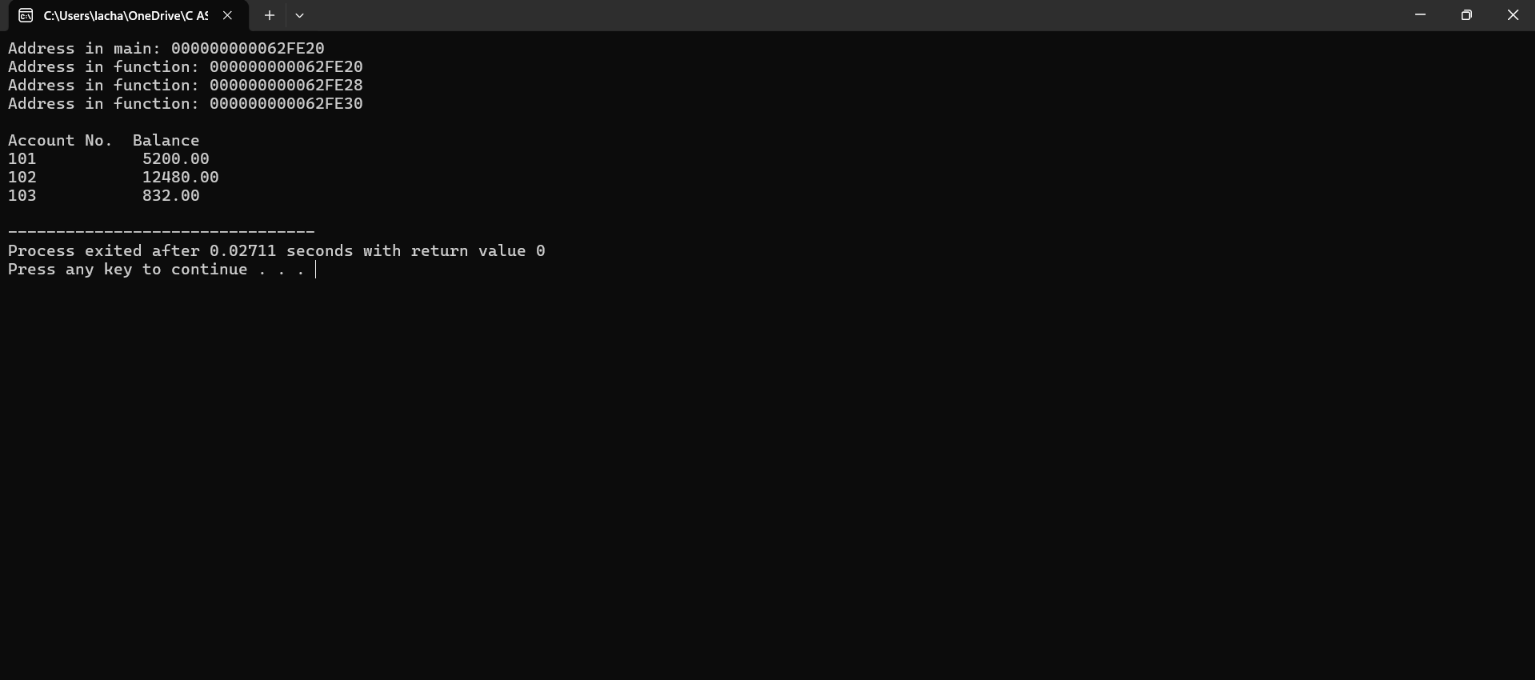 C:\Users\lacha\OneDrive\C AS
Address in main: 000000000062FE20
Address in function: 000000000062FE20
Address in function: 000000000062FE28
Address in function: 000000000062FE30
Account No.  Balance
101           5200.00
102           12480.00
103           832.00
--------------------------------
Process exited after 0.02711 seconds with return value 0
Press any key to continue . . .